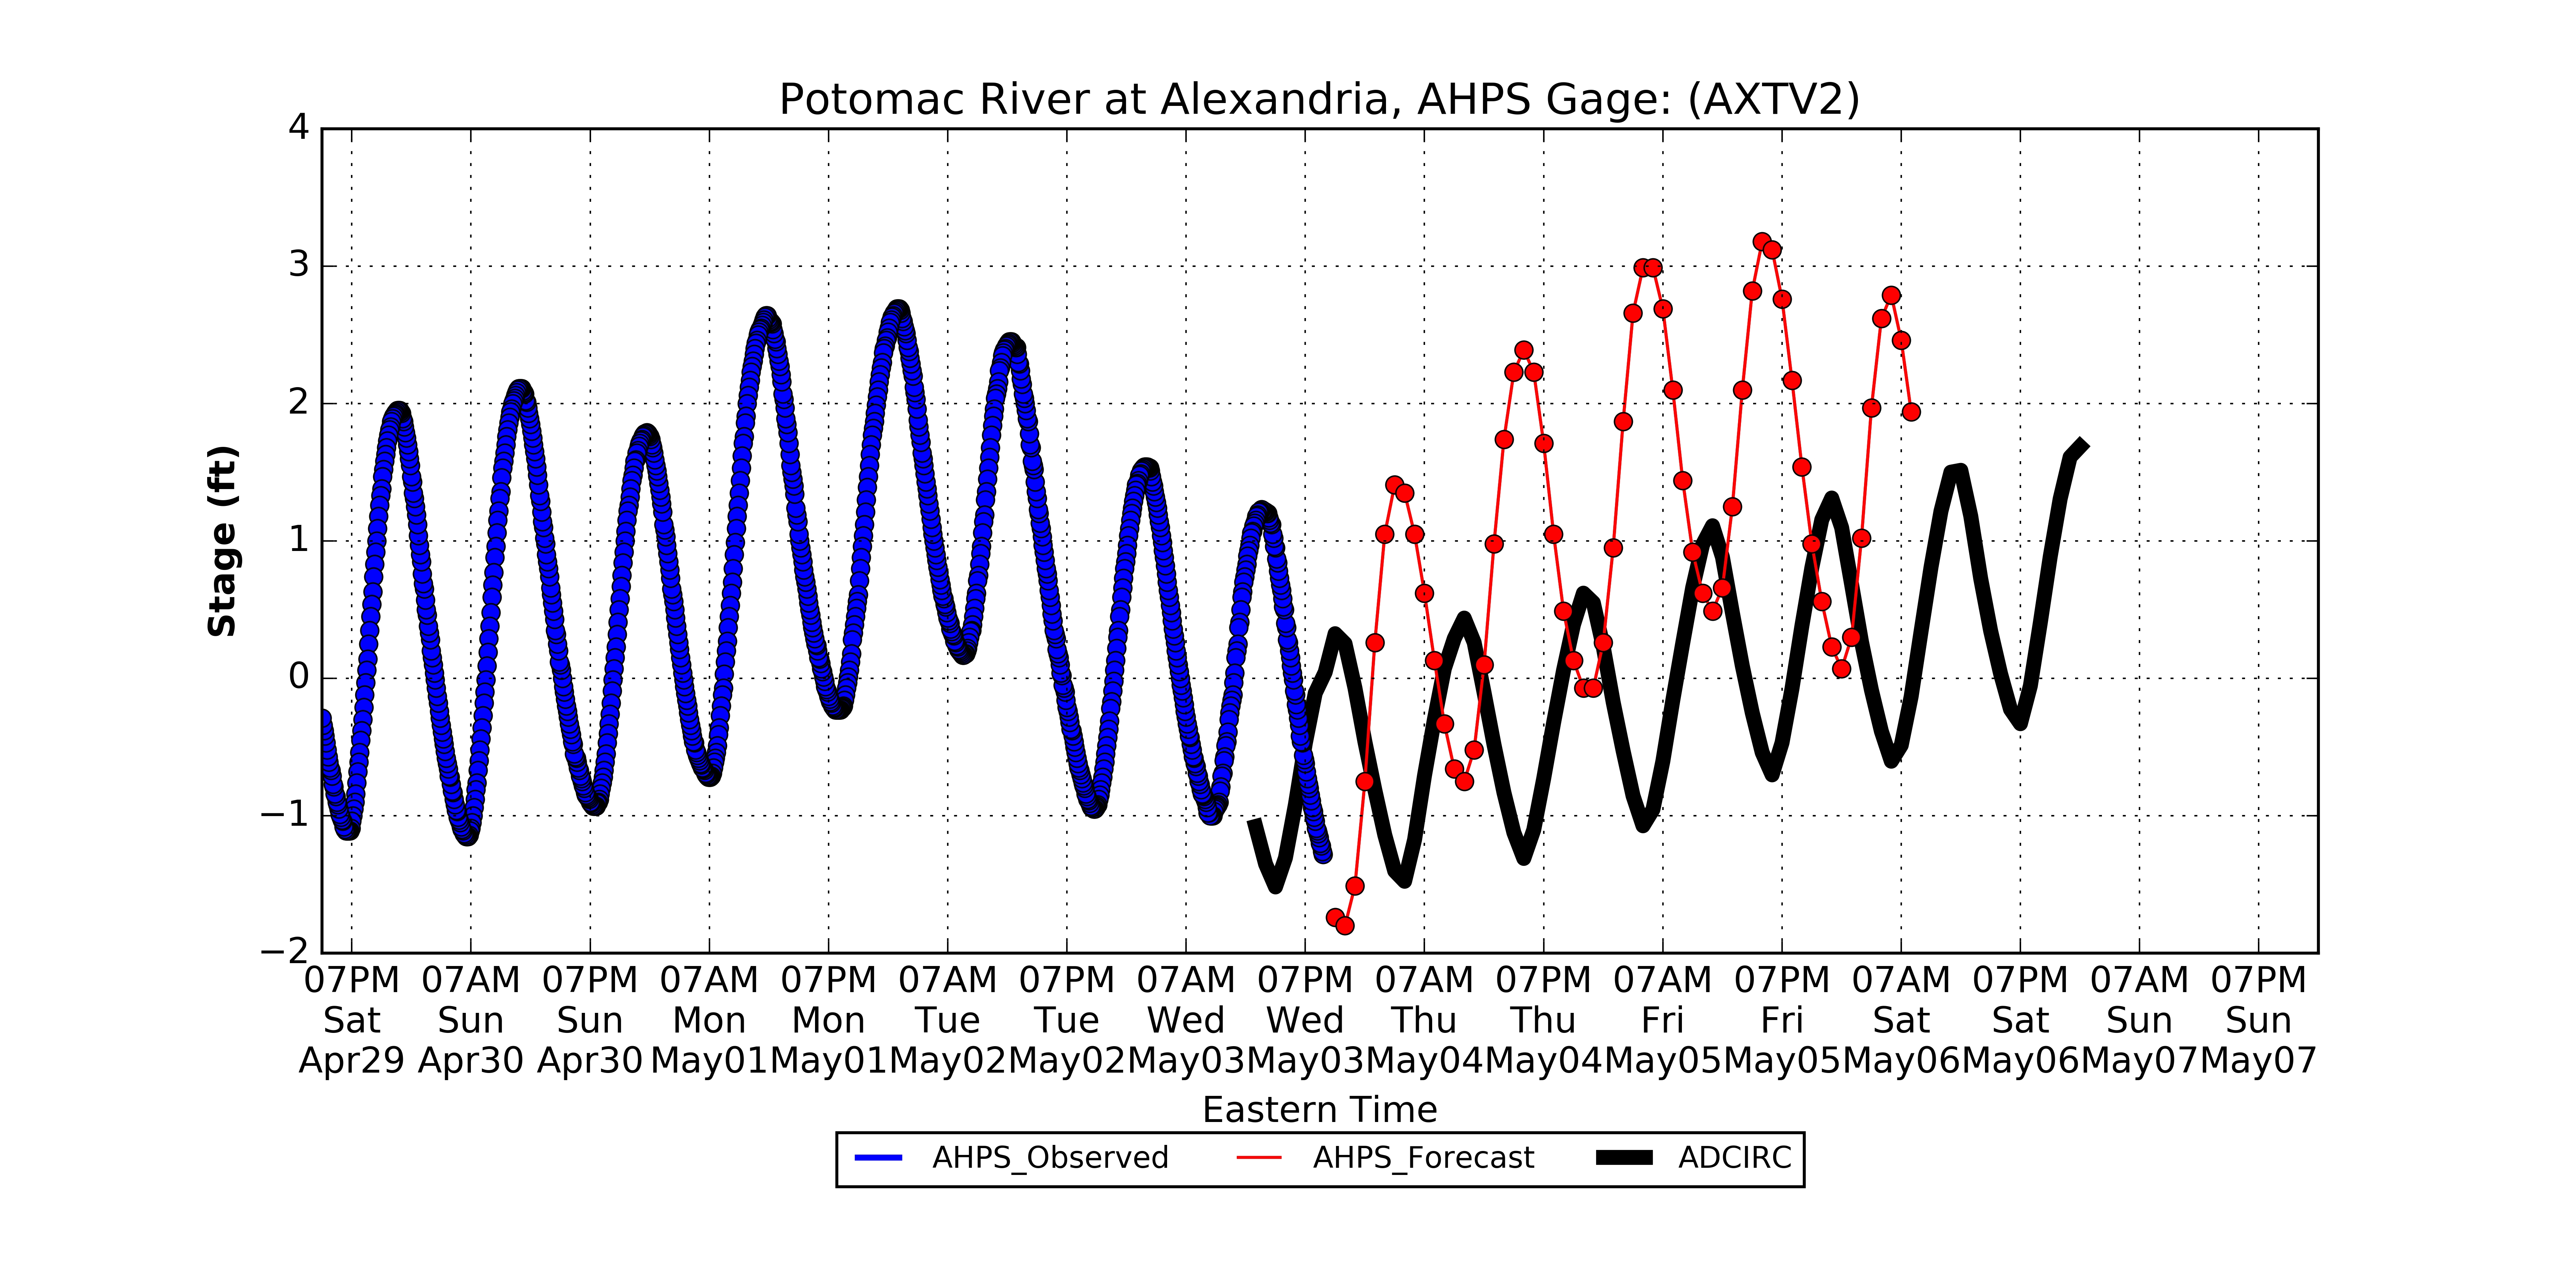 Potomac River at Alexandria, AHPS Gage: (AXTV2)
4
3
2
1
0
−1
−2
Stage (ft)
07PM 07AM 07PM 07AM 07PM 07AM 07PM 07AM 07PM 07AM 07PM 07AM 07PM 07AM 07PM 07AM 07PM
Sat Sun Sun Mon Mon Tue Tue Wed Wed Thu Thu Fri Fri Sat Sat Sun Sun
Apr29 Apr30 Apr30 May01 May01 May02 May02 May03 May03 May04 May04 May05 May05 May06 May06 May07 May07
Eastern Time
AHPS_Observed AHPS_Forecast ADCIRC